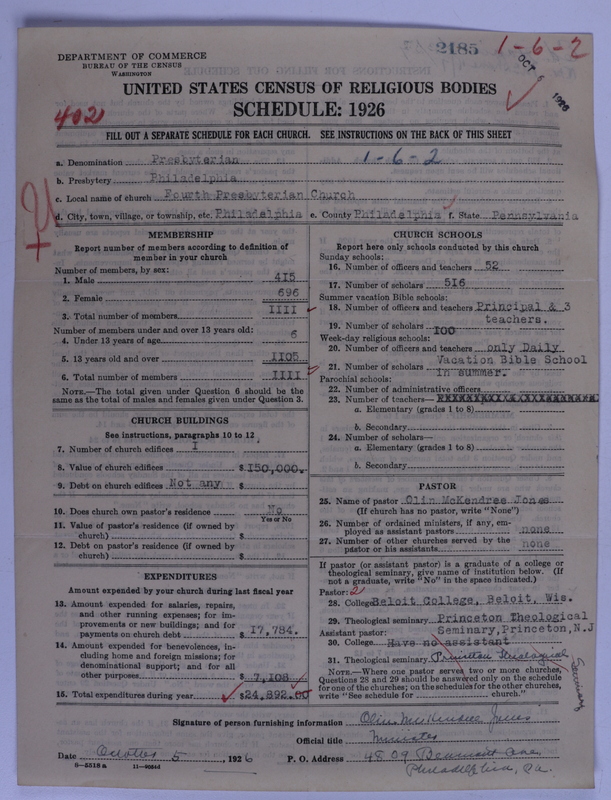 2185 1-6-2
OCT 6 1926
DEPARTMENT OF COMMERCE
BUREAU OF THE CENSUS
WASHINGTON
UNITED STATES CENSUS OF RELIGIOUS BODIES
SCHEDULE: 1926
402
FILL OUT A SEPARATE SCHEDULE FOR EACH CHURCH. SEE INSTRUCTIONS ON THE BACK OF THIS SHEET
a. Denomination Presbyterian 1-6-2
b. Presbytery Philadelphia
c. Local name of church Fourth Presbyterian Church
d. City, town, village, or township, etc. Philadelphia e. County Philadelphia f. State Pennsylvania
MEMBERSHIP
Report number of members according to definition of
member in your church
Number of members, by sex:
1. Male 415
2. Female 696
3. Total number of members 1111
Number of members under and over 13 years old:
4. Under 13 years of age 6
5. 13 years old and over 1105
6. Total number of members 1111
NOTE.—The total given under Question 6 should be the
same as the total of males and females given under Question 3.
CHURCH BUILDINGS
See instructions, paragraphs 10 to 12
7. Number of church edifices 1
8. Value of church edifices $150,000.
9. Debt on church edifices Not any $
10. Does church own pastor's residence No
Yes or No
11. Value of pastor's residence (if owned by
church) $
12. Debt on pastor's residence (if owned by
church) $
EXPENDITURES
Amount expended by your church during last fiscal year
13. Amount expended for salaries, repairs,
and other running expenses; for im-
provements or new buildings; and for
payments on church debt $17,784.
14. Amount expended for benevolences, in-
cluding home and foreign missions; for
denominational support; and for all
other purposes $7,108
15. Total expenditures during year $24,892.00
CHURCH SCHOOLS
Report here only schools conducted by this church
Sunday schools:
16. Number of officers and teachers 52
17. Number of scholars 516
Summer vacation Bible schools:
18. Number of officers and teachers Principal & 3
teachers.
19. Number of scholars 100
Week-day religious schools:
20. Number of officers and teachers only Daily
21. Number of scholars Vacation Bible School
in summer.
Parochial schools:
22. Number of administrative officers
23. Number of teachers—
a. Elementary (grades 1 to 8)
b. Secondary
24. Number of scholars—
a. Elementary (grades 1 to 8)
b. Secondary
PASTOR
25. Name of pastor Olin McKendree Jones
(If church has no pastor, write "None")
26. Number of ordained ministers, if any, em-
ployed as assistant pastors none
27. Number of other churches served by the
pastor or his assistants none
If pastor (or assistant pastor) is a graduate of a college or
theological seminary, give name of institution below. (If
not a graduate, write "No" in the space indicated.)
Pastor: 2
28. College Beloit College, Beloit, Wis.
29. Theological seminary Princeton Theological
Seminary, Princeton, N.J
Assistant pastor:
30. College Have no assistant
31. Theological seminary Princeton Theological
Seminary
NOTE.—Where one pastor serves two or more churches,
Questions 28 and 29 should be answered only on the schedule
for one of the churches; on the schedules for the other churches,
write "See schedule for church."
Signature of person furnishing information Olin McKendree Jones
Official title Minister
Date October 5, 1926 P. O. Address 4809 Beaumont Ave.
Philadelphia, Pa.
8-5518 a